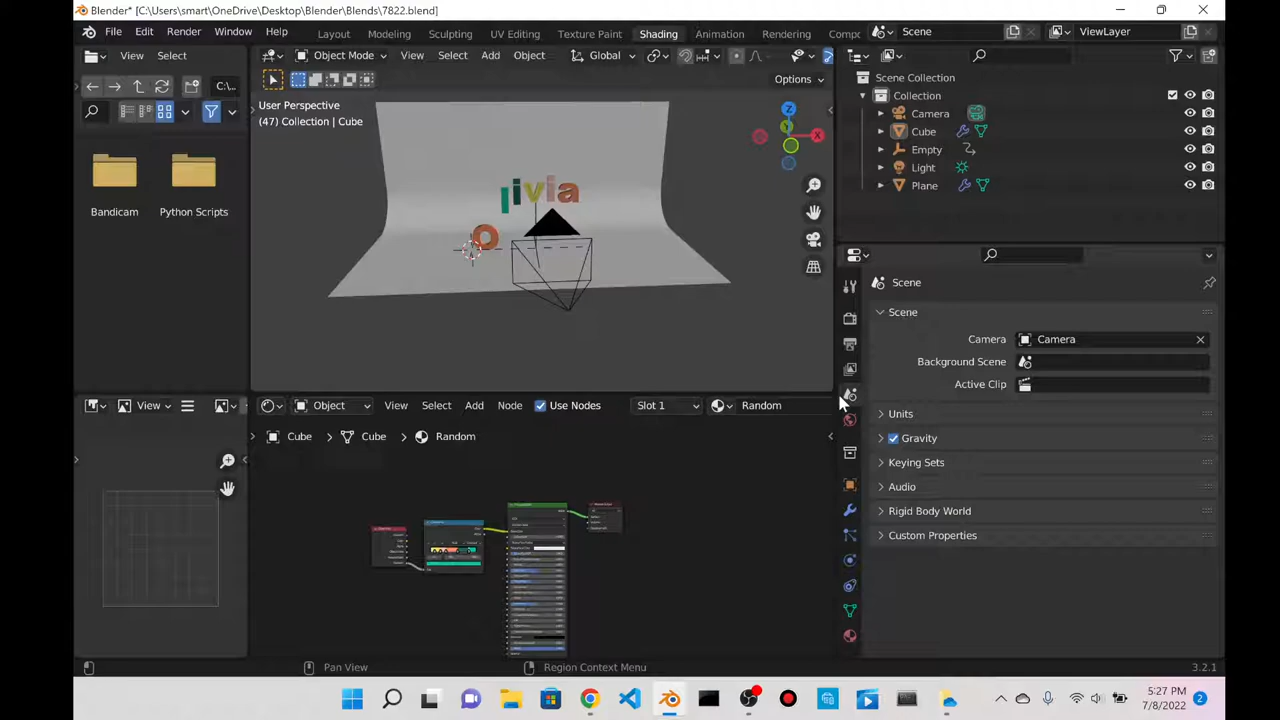 Blender* [C:\Users\smart\OneDrive\Desktop\Blender\Blends\7822.blend]
File Edit Render Window Help Layout Modeling Sculpting UV Editing Texture Paint Shading Animation Rendering Comp Scene ViewLayer
View Select Object Mode View Select Add Object Global
C:\... Options
User Perspective
(47) Collection | Cube
Z
X
Y
Scene Collection
Collection
Camera
Cube
Empty
Light
Plane
Bandicam Python Scripts
o l i v i a
Scene
Scene
Camera Camera
Background Scene
Active Clip
Units
Gravity
Keying Sets
Audio
Rigid Body World
Custom Properties
View Object View Select Add Node Use Nodes Slot 1 Random
Cube Cube Random
Pan View Region Context Menu 3.2.1
5:27 PM
7/8/2022 2